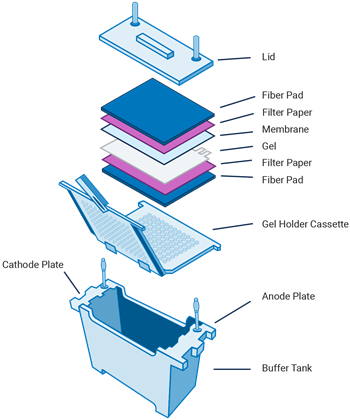 Lid
Fiber Pad
Filter Paper
Membrane
Gel
Filter Paper
Fiber Pad
Gel Holder Cassette
Cathode Plate
Anode Plate
Buffer Tank